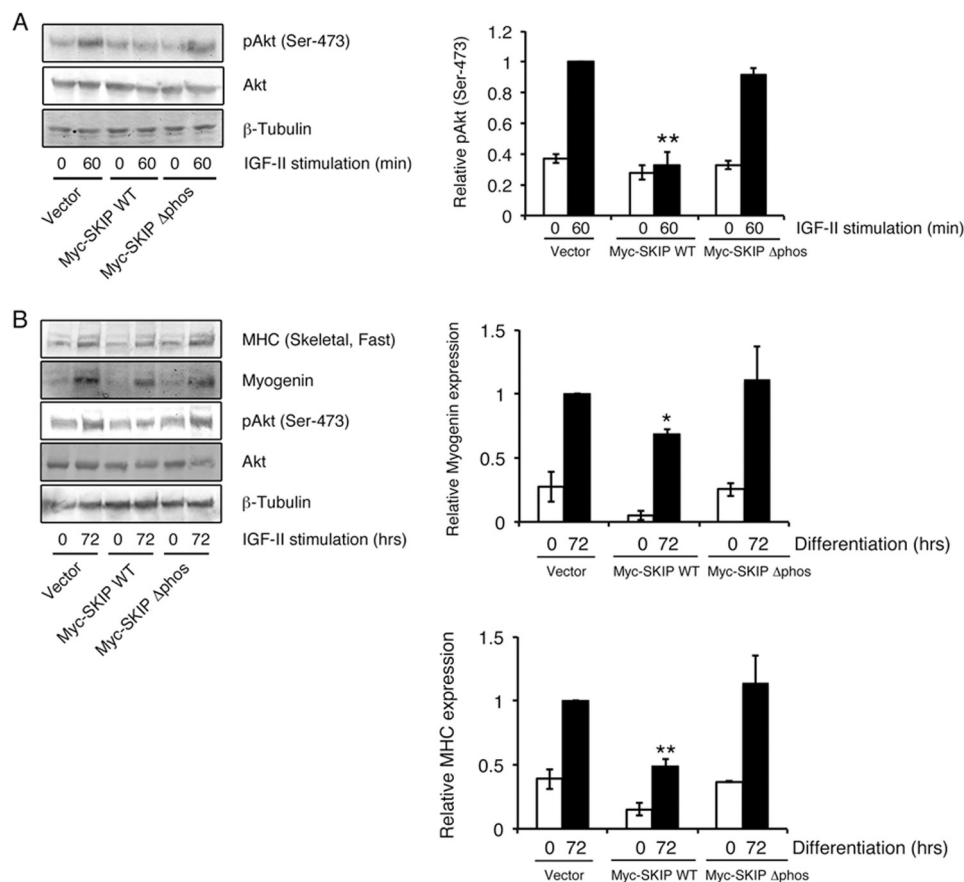 A
pAkt (Ser-473)
Akt
β-Tubulin
0 60 0 60 0 60 IGF-II stimulation (min)
Vector
Myc-SKIP WT
Myc-SKIP Δphos
Relative pAkt (Ser-473)
1.2
1
0.8
0.6
0.4
0.2
0
**
0 60 0 60 0 60 IGF-II stimulation (min)
Vector Myc-SKIP WT Myc-SKIP Δphos
B
MHC (Skeletal, Fast)
Myogenin
pAkt (Ser-473)
Akt
β-Tubulin
0 72 0 72 0 72 IGF-II stimulation (hrs)
Vector
Myc-SKIP WT
Myc-SKIP Δphos
Relative Myogenin expression
1.5
1
0.5
0
*
0 72 0 72 0 72 Differentiation (hrs)
Vector Myc-SKIP WT Myc-SKIP Δphos
Relative MHC expression
1.5
1
0.5
0
**
0 72 0 72 0 72 Differentiation (hrs)
Vector Myc-SKIP WT Myc-SKIP Δphos